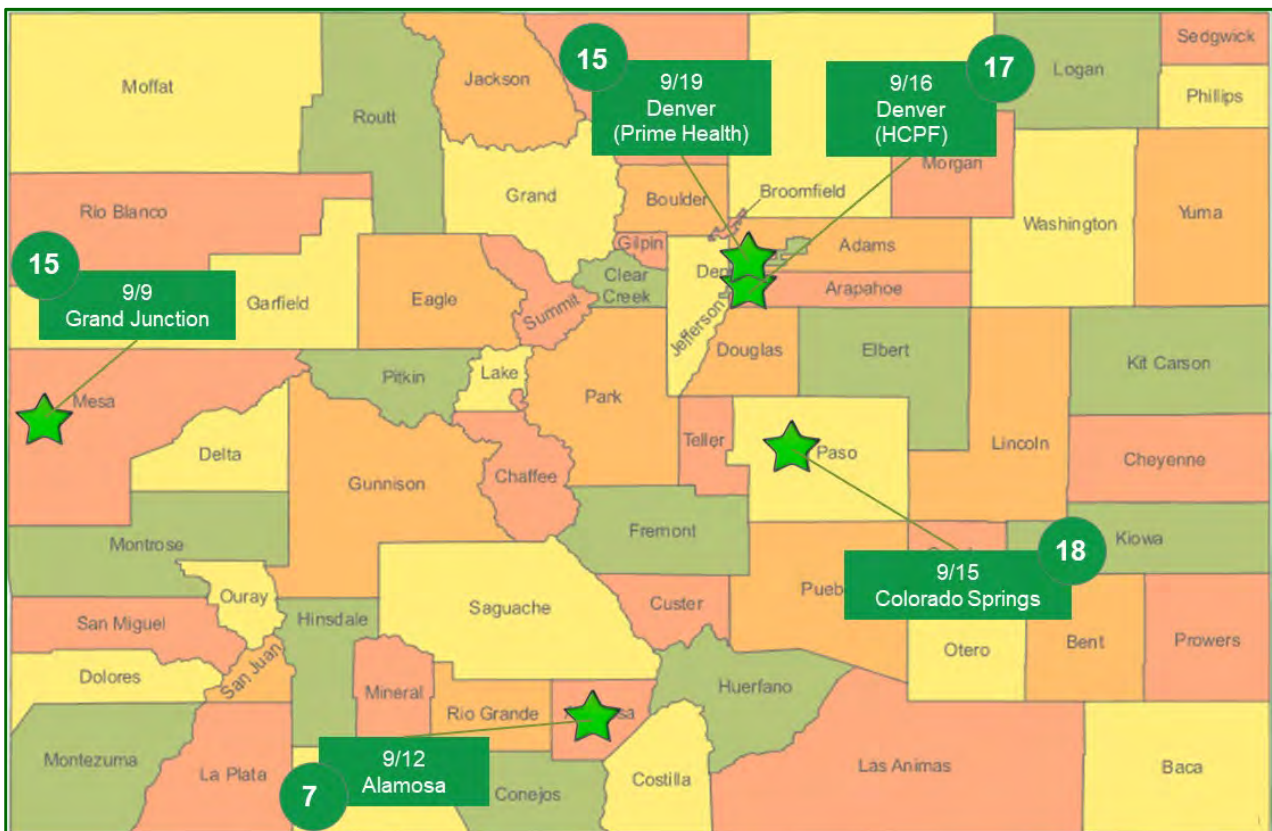 Moffat
Routt
Jackson
15
9/19
Denver
(Prime Health)
17
9/16
Denver
(HCPF)
Logan
Sedgwick
Phillips
Rio Blanco
Grand
Boulder
Broomfield
Morgan
Washington
Yuma
15
9/9
Grand Junction
Garfield
Eagle
Summit
Gilpin
Clear
Creek
Jefferson
Adams
Arapahoe
Mesa
Pitkin
Lake
Park
Douglas
Elbert
Kit Carson
Delta
Gunnison
Chaffee
Teller
Paso
Lincoln
Cheyenne
Montrose
Fremont
18
9/15
Colorado Springs
Kiowa
Ouray
Hinsdale
Saguache
Custer
San Miguel
San Juan
Dolores
Mineral
Rio Grande
Huerfano
Otero
Bent
Prowers
Montezuma
La Plata
7
9/12
Alamosa
Conejos
Costilla
Las Animas
Baca